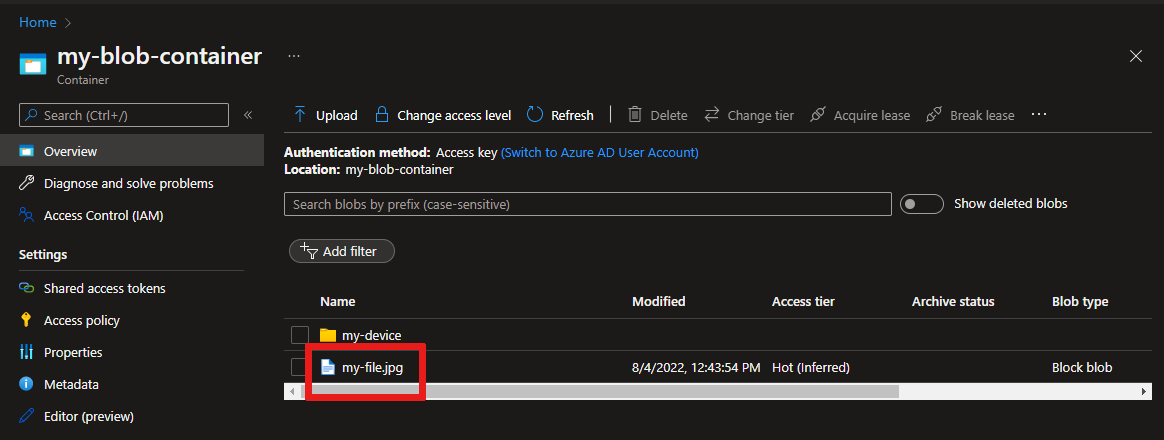 Home
my-blob-container
...
Container
Search (Ctrl+/)
«
Upload Change access level Refresh Delete Change tier Acquire lease Break lease ...
Overview
Authentication method: Access key (Switch to Azure AD User Account)
Location: my-blob-container
Diagnose and solve problems
Access Control (IAM)
Search blobs by prefix (case-sensitive) Show deleted blobs
Settings
Add filter
Shared access tokens
Name Modified Access tier Archive status Blob type
Access policy
my-device
Properties
my-file.jpg 8/4/2022, 12:43:54 PM Hot (Inferred) Block blob
Metadata
Editor (preview)